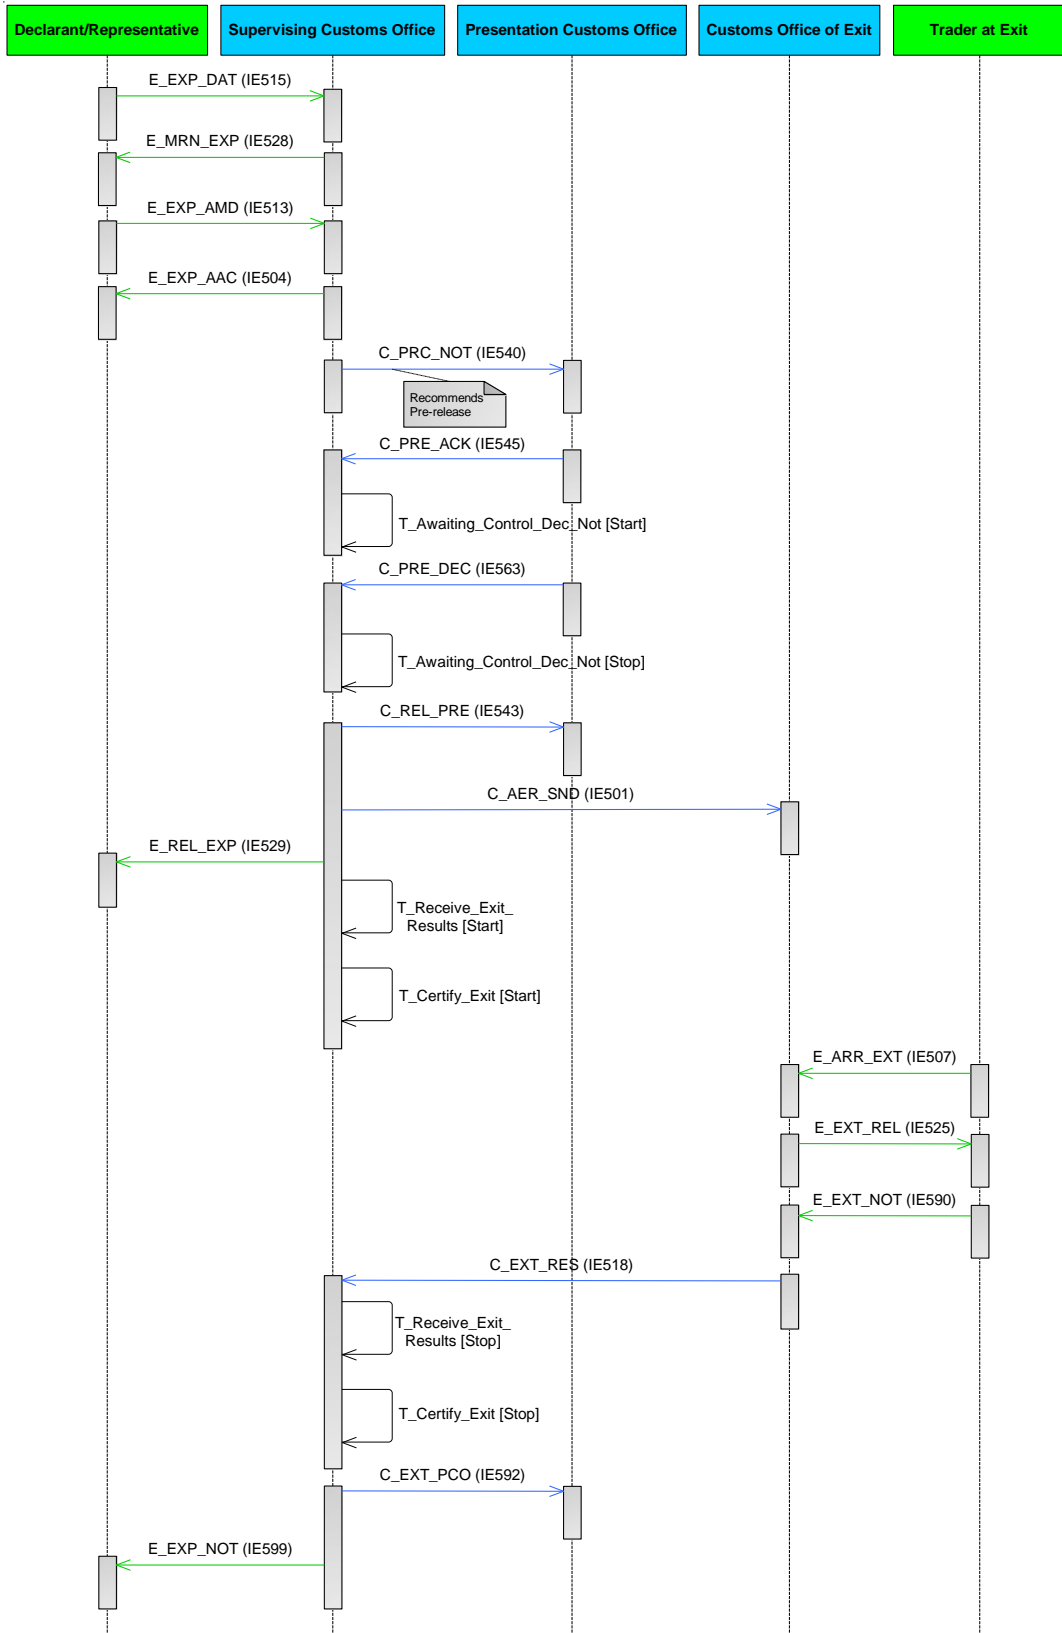 Declarant/Representative
Supervising Customs Office
Presentation Customs Office
Customs Office of Exit
Trader at Exit
E_EXP_DAT (IE515)
E_MRN_EXP (IE528)
E_EXP_AMD (IE513)
E_EXP_AAC (IE504)
C_PRC_NOT (IE540)
Recommends
Pre-release
C_PRE_ACK (IE545)
T_Awaiting_Control_Dec_Not [Start]
C_PRE_DEC (IE563)
T_Awaiting_Control_Dec_Not [Stop]
C_REL_PRE (IE543)
C_AER_SND (IE501)
E_REL_EXP (IE529)
T_Receive_Exit_
Results [Start]
T_Certify_Exit [Start]
E_ARR_EXT (IE507)
E_EXT_REL (IE525)
E_EXT_NOT (IE590)
C_EXT_RES (IE518)
T_Receive_Exit_
Results [Stop]
T_Certify_Exit [Stop]
C_EXT_PCO (IE592)
E_EXP_NOT (IE599)